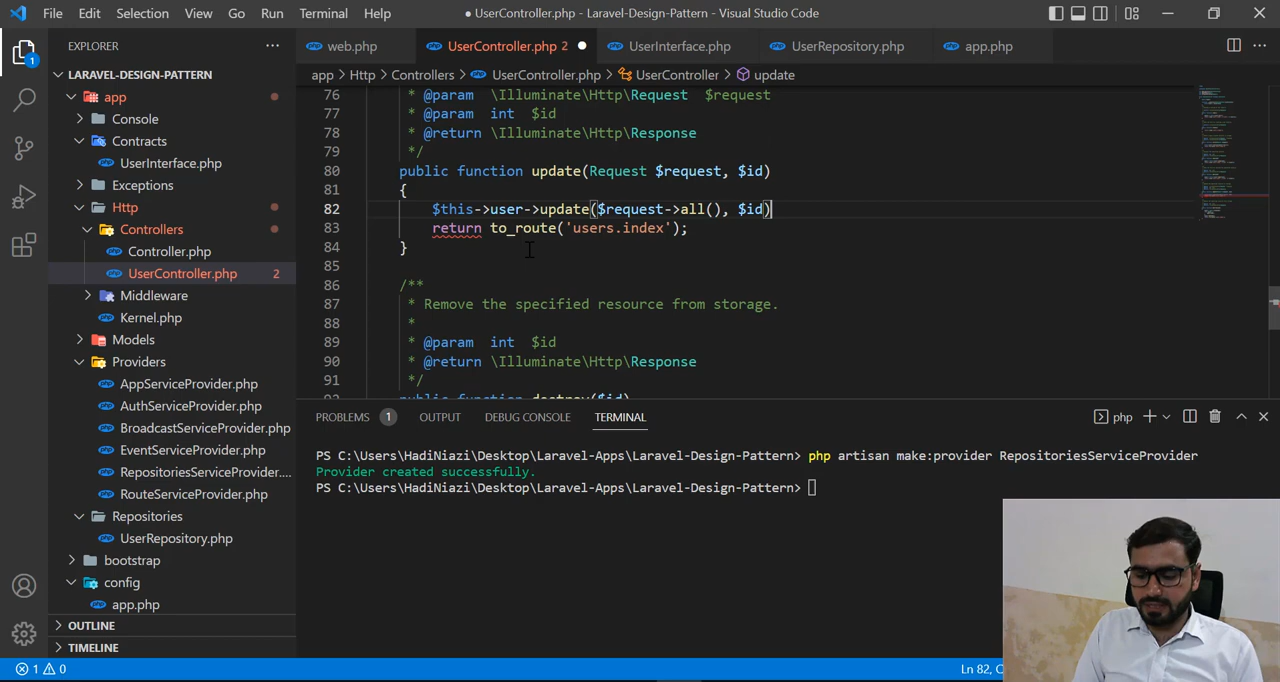 File Edit Selection View Go Run Terminal Help
● UserController.php - Laravel-Design-Pattern - Visual Studio Code
EXPLORER
1
LARAVEL-DESIGN-PATTERN
app
Console
Contracts
UserInterface.php
Exceptions
Http
Controllers
Controller.php
UserController.php 2
Middleware
Kernel.php
Models
Providers
AppServiceProvider.php
AuthServiceProvider.php
BroadcastServiceProvider.php
EventServiceProvider.php
RepositoriesServiceProvider....
RouteServiceProvider.php
Repositories
UserRepository.php
bootstrap
config
app.php
OUTLINE
TIMELINE
web.php UserController.php 2 UserInterface.php UserRepository.php app.php
app > Http > Controllers > UserController.php > UserController > update
76 * @param \Illuminate\Http\Request $request
77 * @param int $id
78 * @return \Illuminate\Http\Response
79 */
80 public function update(Request $request, $id)
81 {
82 $this->user->update($request->all(), $id)
83 return to_route('users.index');
84 }
85
86 /**
87 * Remove the specified resource from storage.
88 *
89 * @param int $id
90 * @return \Illuminate\Http\Response
91 */
92 public function destroy($id)
PROBLEMS 1 OUTPUT DEBUG CONSOLE TERMINAL
php
PS C:\Users\HadiNiazi\Desktop\Laravel-Apps\Laravel-Design-Pattern> php artisan make:provider RepositoriesServiceProvider
Provider created successfully.
PS C:\Users\HadiNiazi\Desktop\Laravel-Apps\Laravel-Design-Pattern>
1 0
Ln 82, C